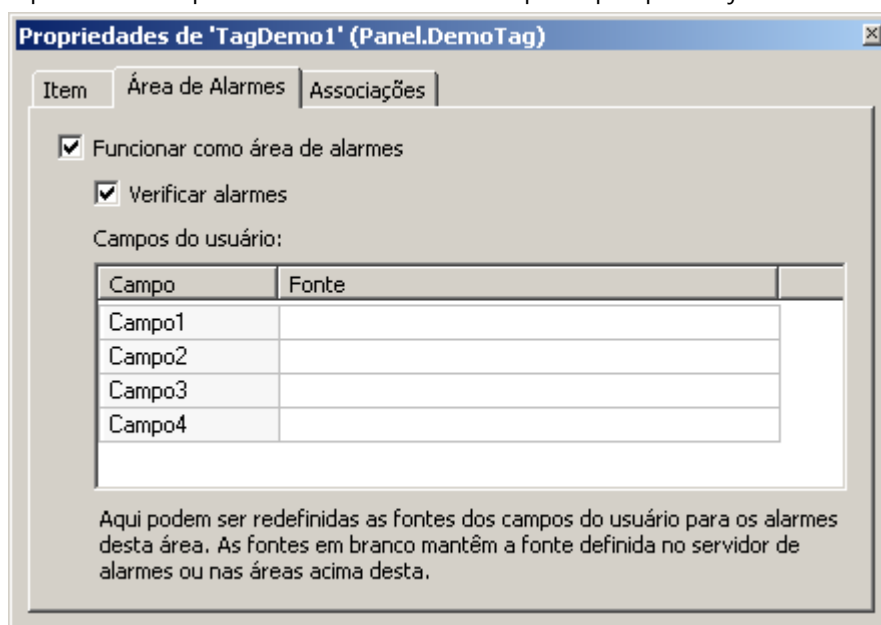 Propriedades de 'TagDemo1' (Panel.DemoTag)
Item Área de Alarmes Associações
Funcionar como área de alarmes
Verificar alarmes
Campos do usuário:
Campo Fonte
Campo1
Campo2
Campo3
Campo4
Aqui podem ser redefinidas as fontes dos campos do usuário para os alarmes
desta área. As fontes em branco mantêm a fonte definida no servidor de
alarmes ou nas áreas acima desta.